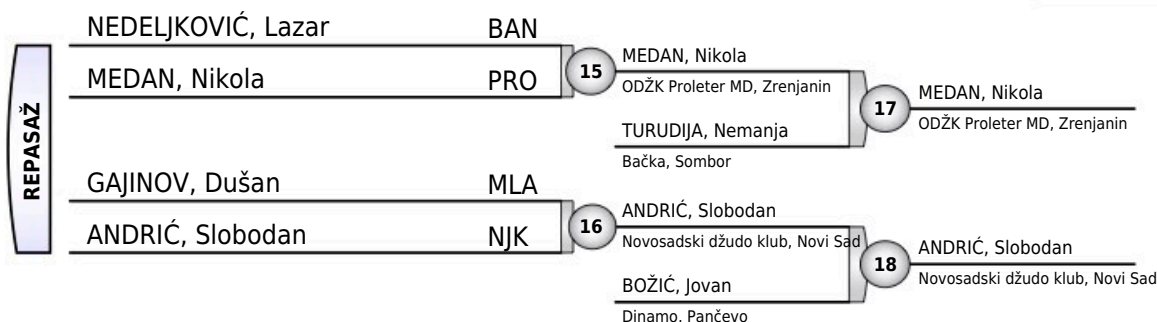 REPASAŽ
NEDELJKOVIĆ, Lazar BAN
MEDAN, Nikola PRO
15
MEDAN, Nikola
ODŽK Proleter MD, Zrenjanin
TURUDIJA, Nemanja
Bačka, Sombor
17
MEDAN, Nikola
ODŽK Proleter MD, Zrenjanin
GAJINOV, Dušan MLA
ANDRIĆ, Slobodan NJK
16
ANDRIĆ, Slobodan
Novosadski džudo klub, Novi Sad
BOŽIĆ, Jovan
Dinamo, Pančevo
18
ANDRIĆ, Slobodan
Novosadski džudo klub, Novi Sad